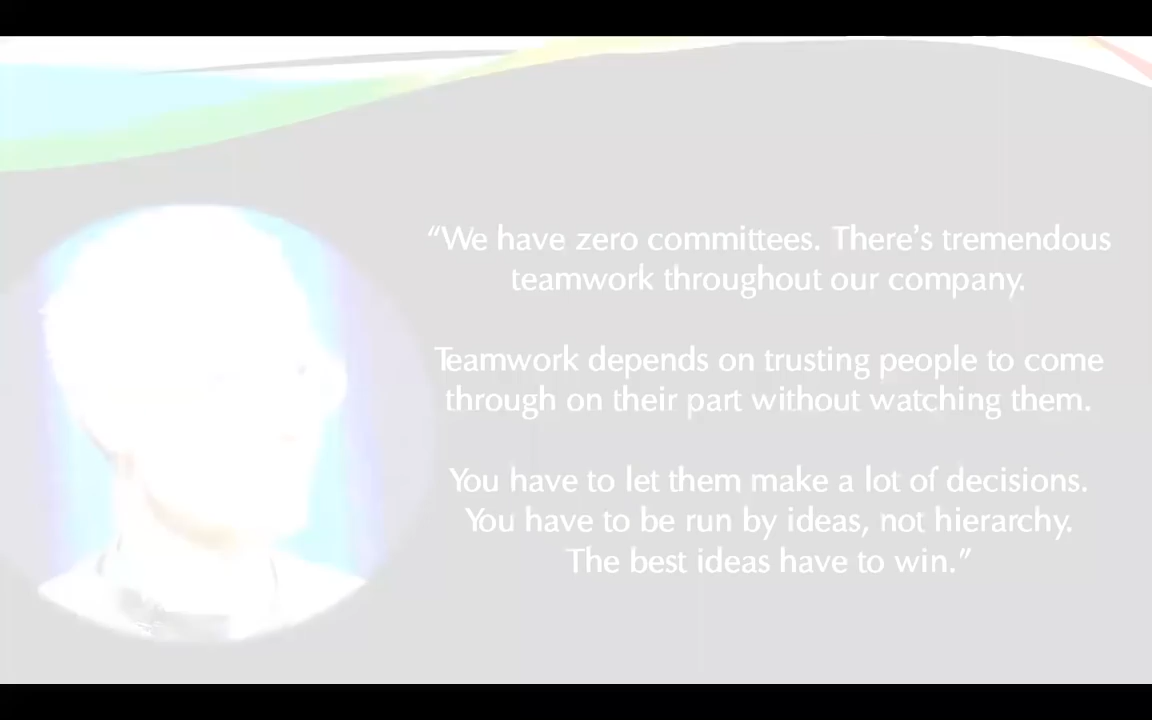 “We have zero committees. There’s tremendous
teamwork throughout our company.
Teamwork depends on trusting people to come
through on their part without watching them.
You have to let them make a lot of decisions.
You have to be run by ideas, not hierarchy.
The best ideas have to win.”